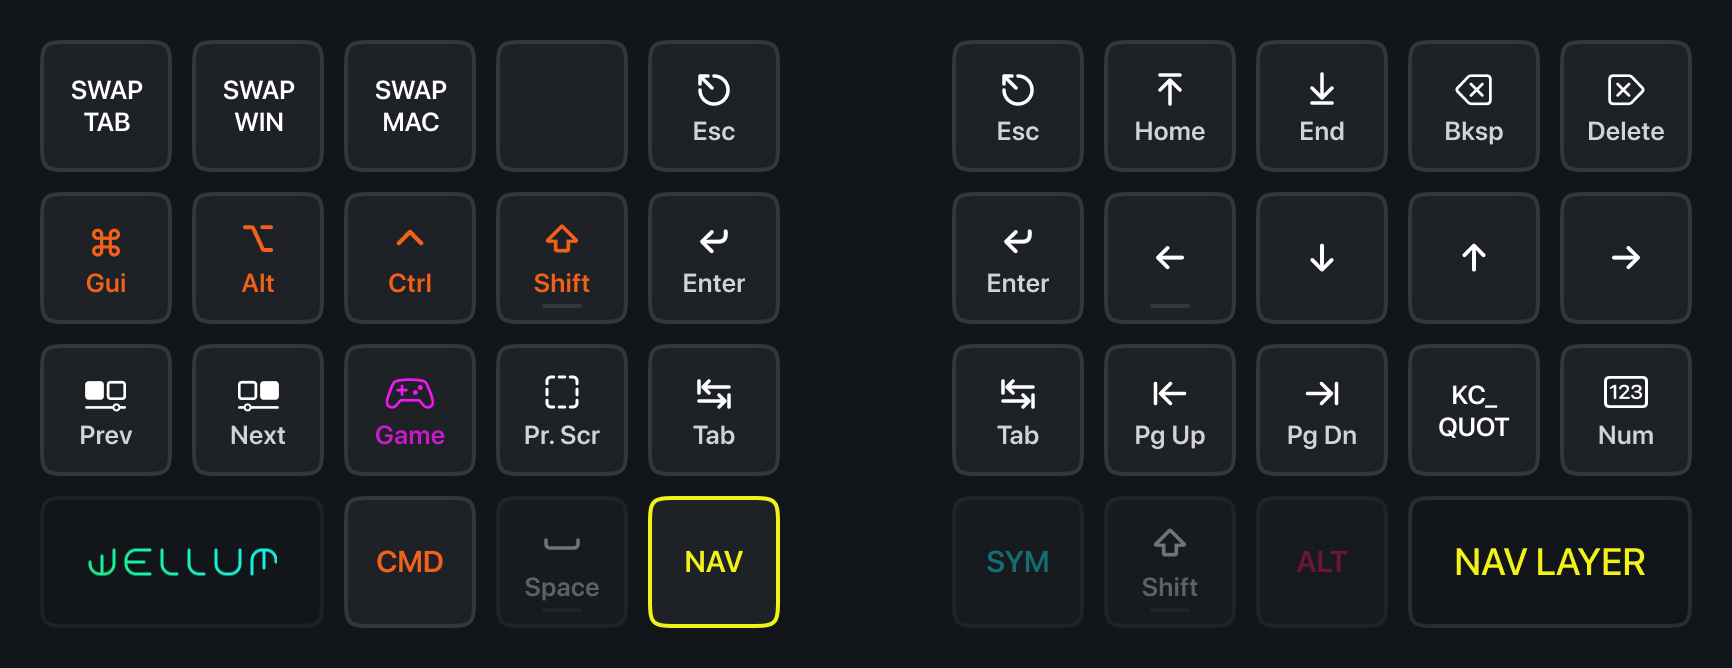 SWAP
TAB
SWAP
WIN
SWAP
MAC
Esc
Esc
Home
End
Bksp
Delete
Gui
Alt
Ctrl
Shift
Enter
Enter
Prev
Next
Game
Pr. Scr
Tab
Tab
Pg Up
Pg Dn
KC_
QUOT
123
Num
WELLUM
CMD
Space
NAV
SYM
Shift
ALT
NAV LAYER